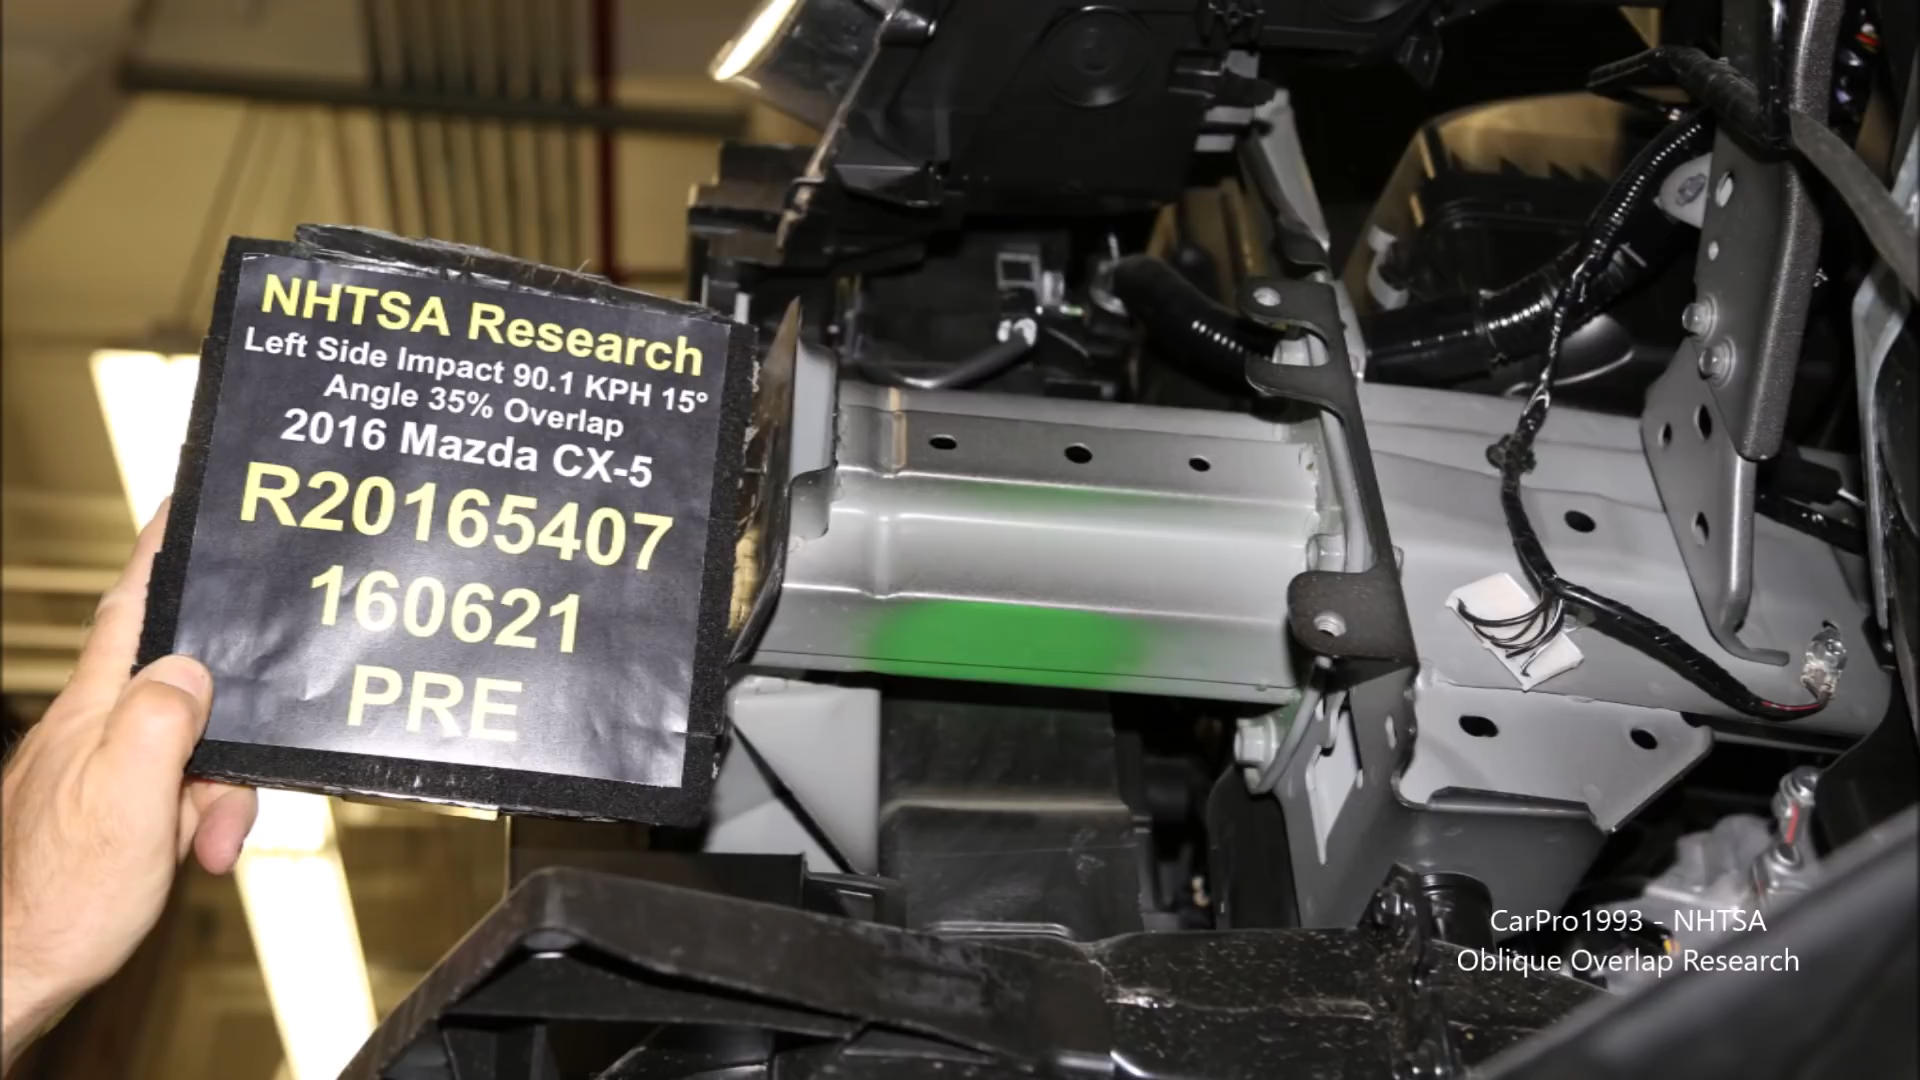 NHTSA Research
Left Side Impact 90.1 KPH 15°
Angle 35% Overlap
2016 Mazda CX-5
R20165407
160621
PRE
CarPro1993 - NHTSA
Oblique Overlap Research